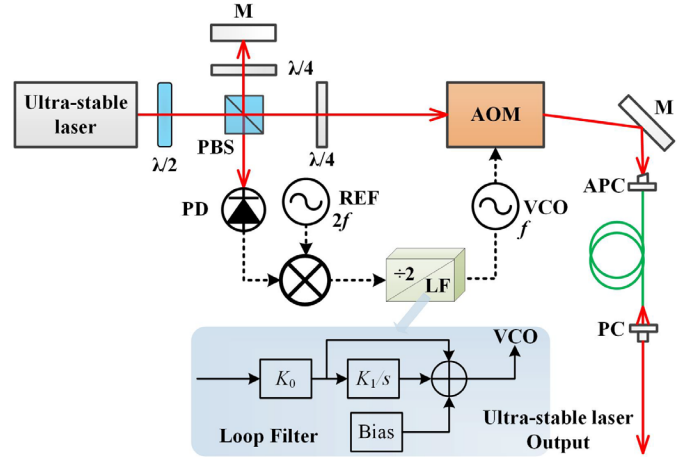 M
λ/4
Ultra-stable
laser
λ/2
PBS
λ/4
AOM
M
APC
PD
REF
2f
VCO
f
÷2
LF
PC
VCO
K₀
K₁/s
Bias
Loop Filter
Ultra-stable laser
Output